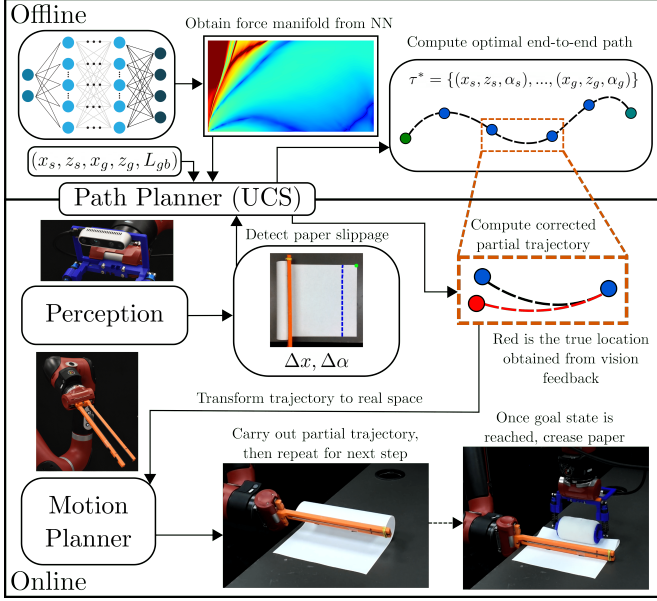 Offline
Obtain force manifold from NN
Compute optimal end-to-end path
τ* = {(x_s, z_s, α_s), ..., (x_g, z_g, α_g)}
(x_s, z_s, x_g, z_g, L_gb)
Path Planner (UCS)
Detect paper slippage
Compute corrected
partial trajectory
Perception
Δx, Δα
Red is the true location
obtained from vision
feedback
Transform trajectory to real space
Carry out partial trajectory,
then repeat for next step
Once goal state is
reached, crease paper
Motion
Planner
Online